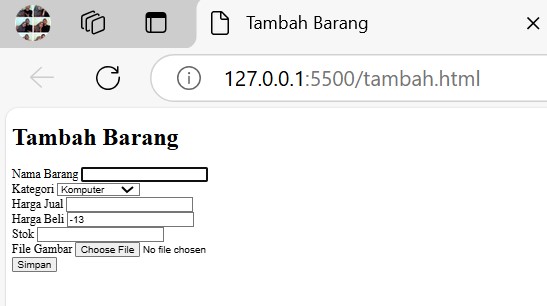 Tambah Barang
127.0.0.1:5500/tambah.html
Tambah Barang
Nama Barang
Kategori Komputer
Harga Jual
Harga Beli -13
Stok
File Gambar Choose File No file chosen
Simpan